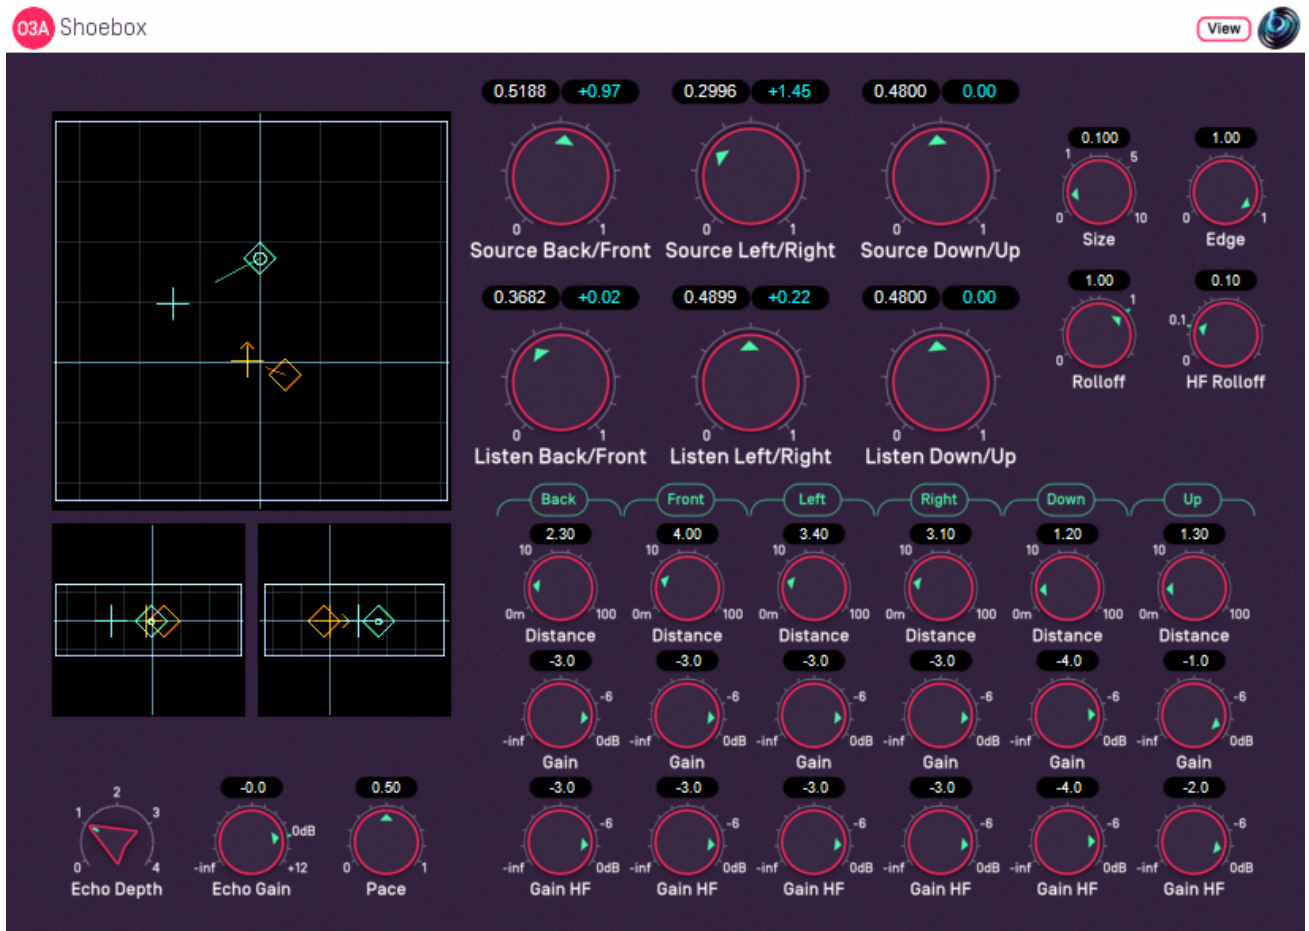 O3A Shoebox View
0.5188 +0.97 0.2996 +1.45 0.4800 0.00
0 1 0 1 0 1
Source Back/Front Source Left/Right Source Down/Up
0.100 1.00
1 5
0 10 0 1
Size Edge
0.3682 +0.02 0.4899 +0.22 0.4800 0.00
0 1 0 1 0 1
Listen Back/Front Listen Left/Right Listen Down/Up
1.00 0.10
1 0.1
0 0
Rolloff HF Rolloff
Back Front Left Right Down Up
2.30 4.00 3.40 3.10 1.20 1.30
10 10 10 10 10 10
0m 100 0m 100 0m 100 0m 100 0m 100 0m 100
Distance Distance Distance Distance Distance Distance
-3.0 -3.0 -3.0 -3.0 -4.0 -1.0
-6 -6 -6 -6 -6 -6
-inf 0dB -inf 0dB -inf 0dB -inf 0dB -inf 0dB -inf 0dB
Gain Gain Gain Gain Gain Gain
-3.0 -3.0 -3.0 -3.0 -4.0 -2.0
-6 -6 -6 -6 -6 -6
-inf 0dB -inf 0dB -inf 0dB -inf 0dB -inf 0dB -inf 0dB
Gain HF Gain HF Gain HF Gain HF Gain HF Gain HF
-0.0 0.50
2
1 3 0dB
0 4 -inf +12 0 1
Echo Depth Echo Gain Pace